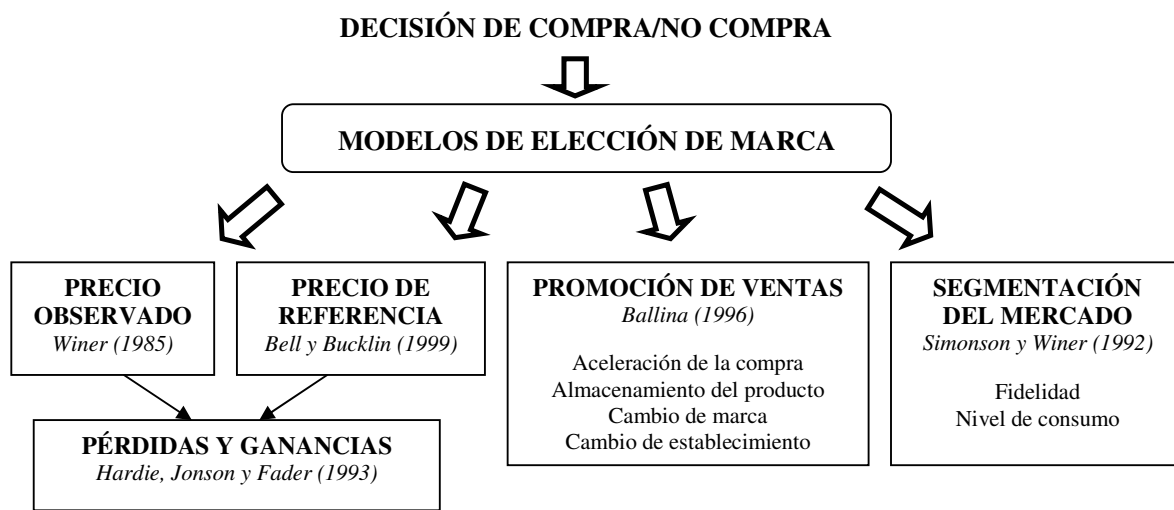 DECISIÓN DE COMPRA/NO COMPRA
MODELOS DE ELECCIÓN DE MARCA
PRECIO
OBSERVADO
Winer (1985)
PRECIO DE
REFERENCIA
Bell y Bucklin (1999)
PROMOCIÓN DE VENTAS
Ballina (1996)
Aceleración de la compra
Almacenamiento del producto
Cambio de marca
Cambio de establecimiento
SEGMENTACIÓN
DEL MERCADO
Simonson y Winer (1992)
Fidelidad
Nivel de consumo
PÉRDIDAS Y GANANCIAS
Hardie, Jonson y Fader (1993)